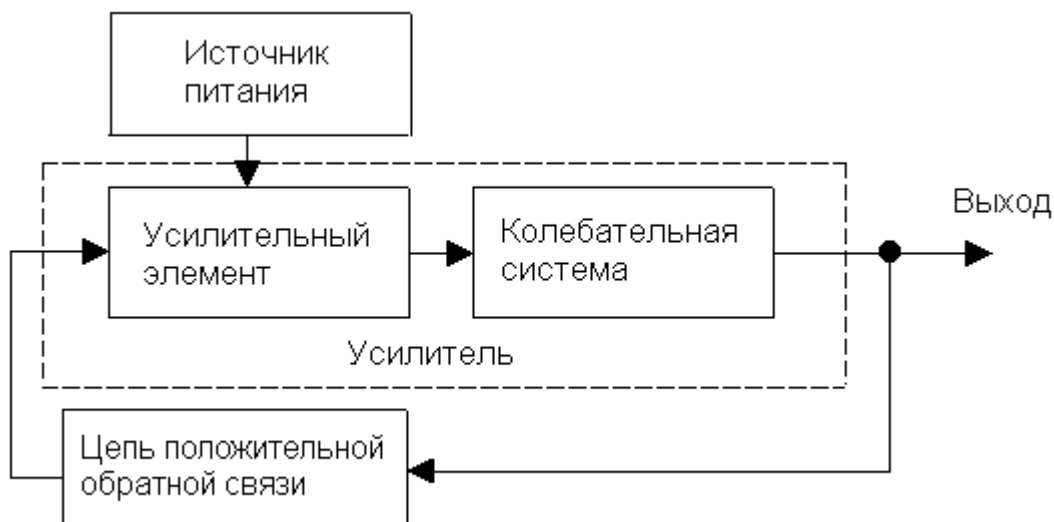 Источник
питания
Усилительный
элемент
Колебательная
система
Выход
Усилитель
Цепь положительной
обратной связи